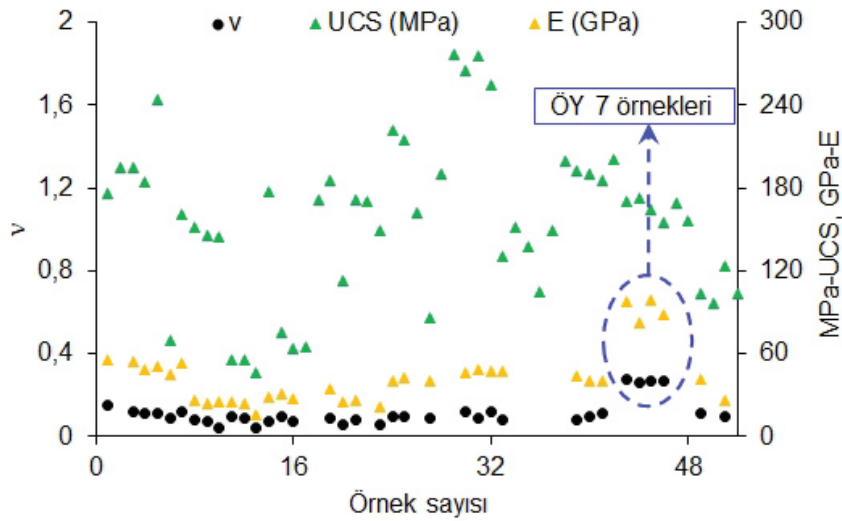 v UCS (MPa) E (GPa)
2
1,6
1,2
0,8
0,4
0
v
300
240
180
120
60
0
MPa-UCS, GPa-E
ÖY 7 örnekleri
0 16 32 48
Örnek sayısı